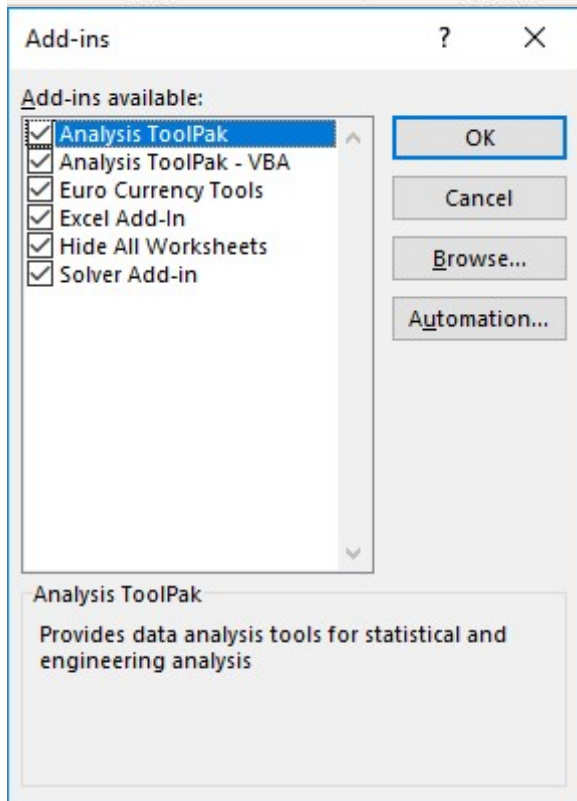 Add-ins
?
Add-ins available:
Analysis ToolPak
Analysis ToolPak - VBA
Euro Currency Tools
Excel Add-In
Hide All Worksheets
Solver Add-in
OK
Cancel
Browse...
Automation...
Analysis ToolPak
Provides data analysis tools for statistical and
engineering analysis